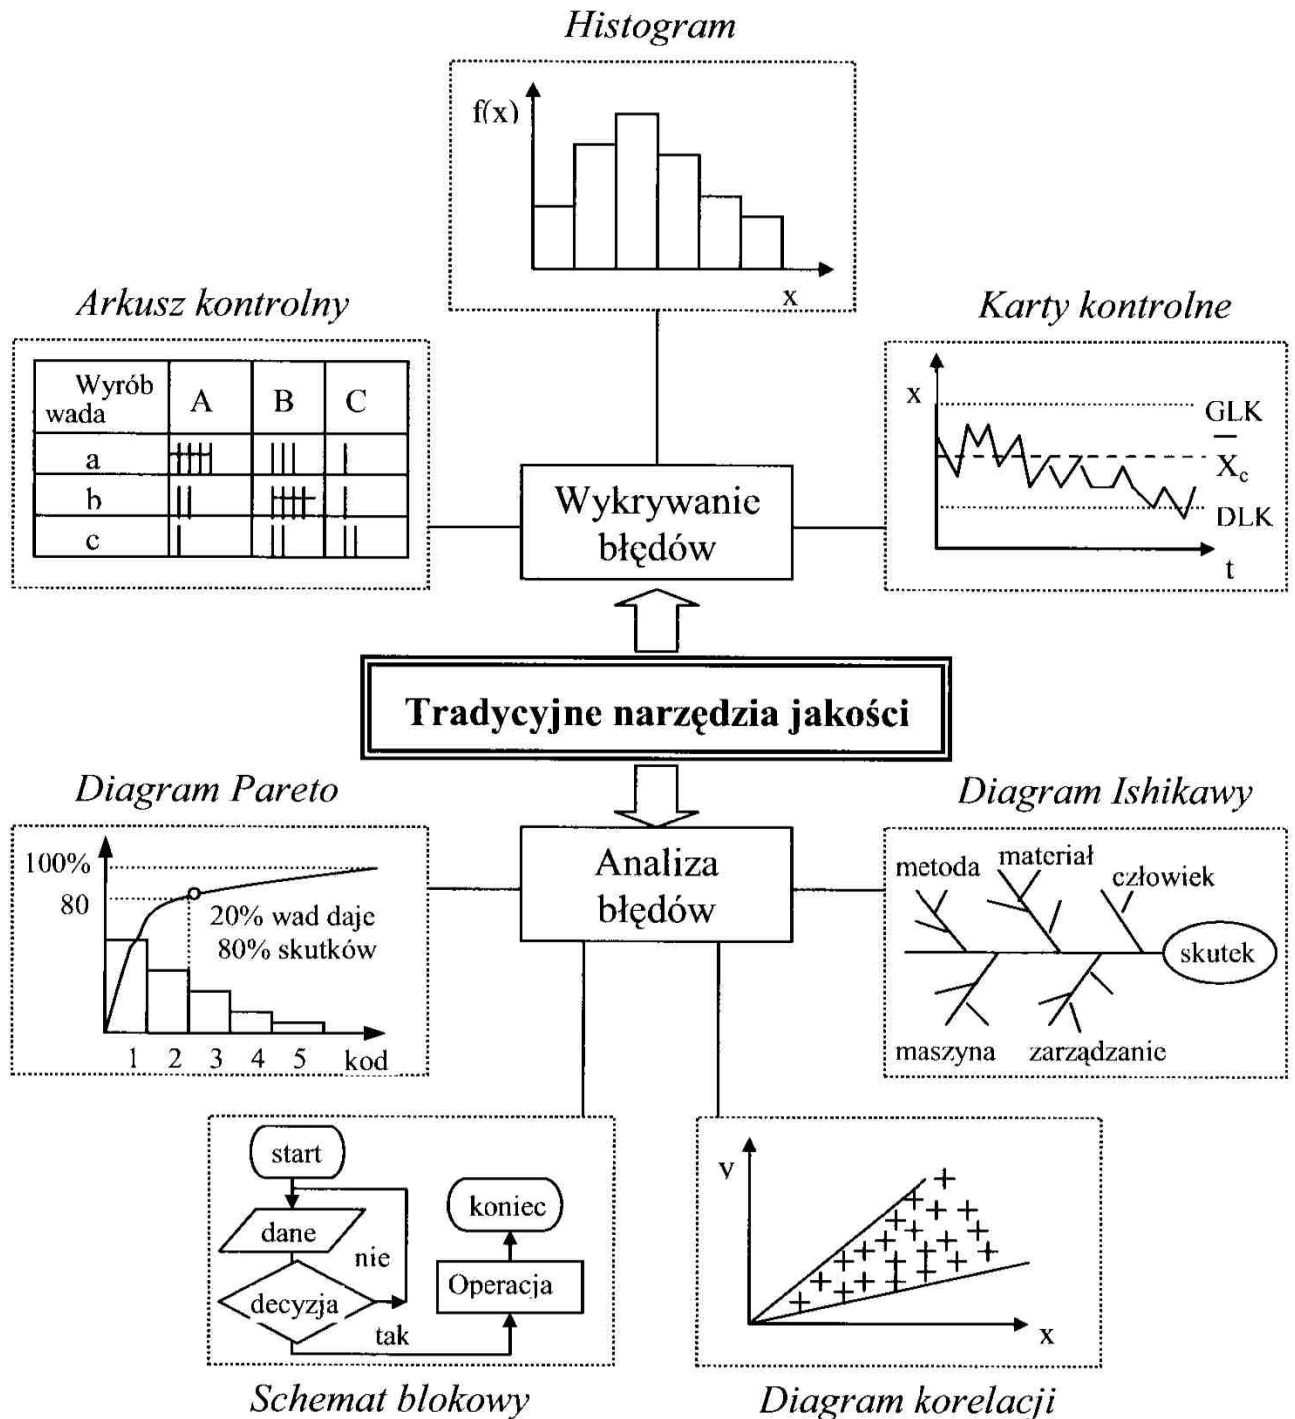 Histogram
f(x)
x
Arkusz kontrolny
Wyrób
wada
A B C
a
b
c
Karty kontrolne
x
GLK
X̅c
DLK
t
Wykrywanie
błędów
Tradycyjne narzędzia jakości
Diagram Pareto
100%
80
20% wad daje
80% skutków
1 2 3 4 5 kod
Analiza
błędów
Diagram Ishikawy
metoda
materiał
człowiek
skutek
maszyna
zarządzanie
start
dane
nie
decyzja
tak
koniec
Operacja
Schemat blokowy
v
x
Diagram korelacji